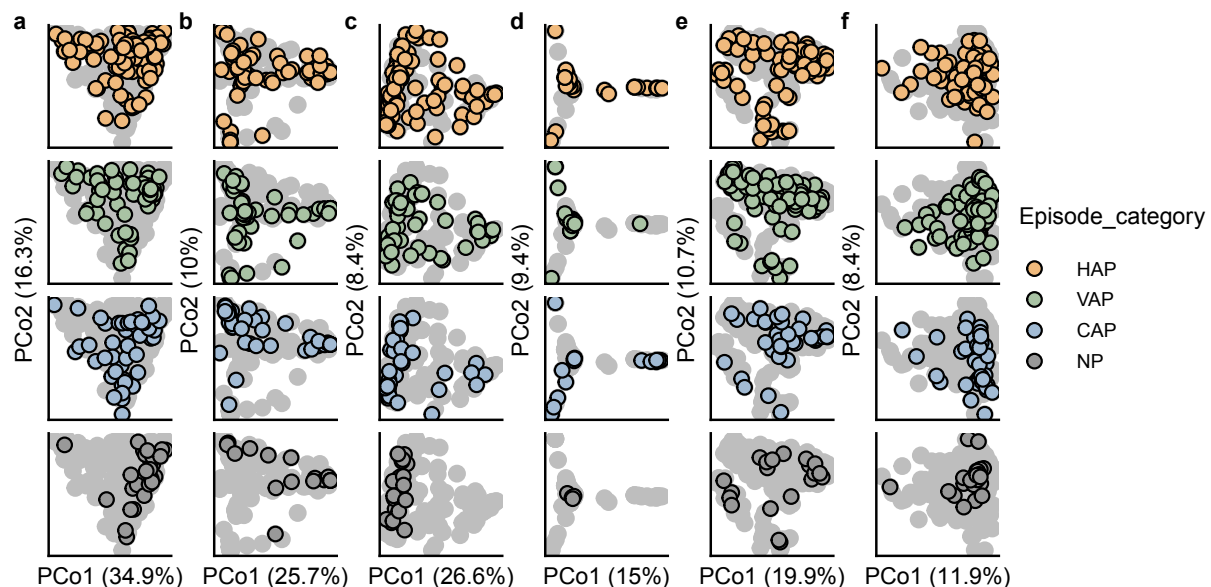 a
b
c
d
e
f
PCo2 (16.3%)
PCo2 (10%)
PCo2 (8.4%)
PCo2 (9.4%)
PCo2 (10.7%)
PCo2 (8.4%)
Episode_category
HAP
VAP
CAP
NP
PCo1 (34.9%)
PCo1 (25.7%)
PCo1 (26.6%)
PCo1 (15%)
PCo1 (19.9%)
PCo1 (11.9%)